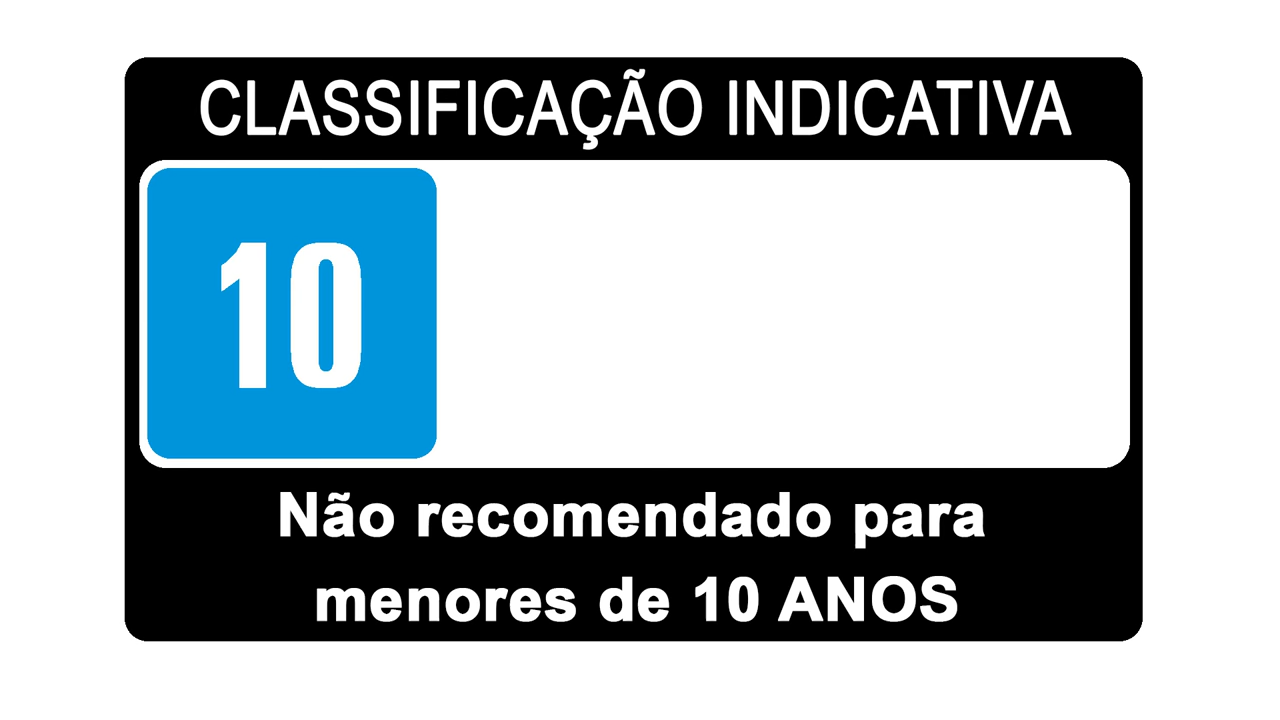 CLASSIFICAÇÃO INDICATIVA
10
Não recomendado para
menores de 10 ANOS